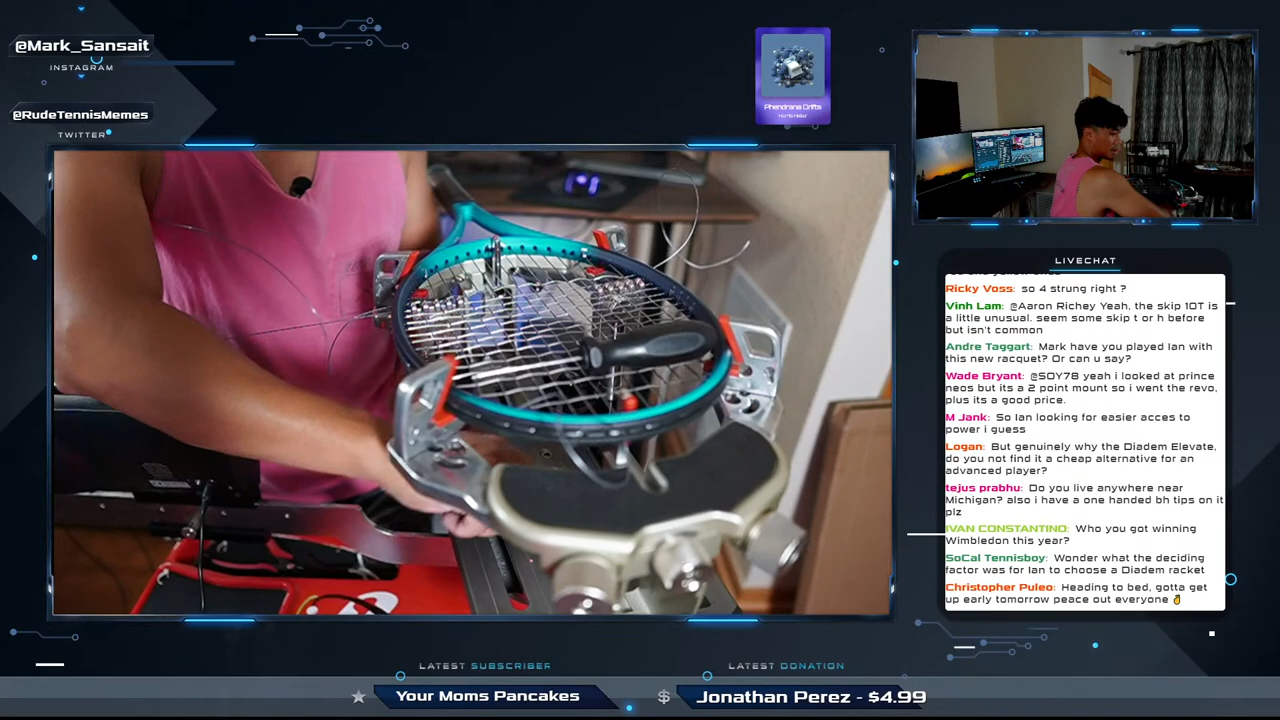 @Mark_Sansait
INSTAGRAM
@RudeTennisMemes
TWITTER
Phendrana Drifts
LIVECHAT
Ricky Voss: so 4 strung right ?
Vinh Lam: @Aaron Richey Yeah, the skip 10T is
a little unusual. seem some skip t or h before
but isn't common
Andre Taggart: Mark have you played Ian with
this new racquet? Or can u say?
Wade Bryant: @SOY78 yeah i looked at prince
neos but its a 2 point mount so i went the revo,
plus its a good price.
M Jank: So Ian looking for easier acces to
power i guess
Logan: But genuinely why the Diadem Elevate,
do you not find it a cheap alternative for an
advanced player?
tejus prabhu: Do you live anywhere near
Michigan? also i have a one handed bh tips on it
plz
IVAN CONSTANTINO: Who you got winning
Wimbledon this year?
SoCal Tennisboy: Wonder what the deciding
factor was for Ian to choose a Diadem racket
Christopher Puleo: Heading to bed, gotta get
up early tomorrow peace out everyone
LATEST SUBSCRIBER
Your Moms Pancakes
LATEST DONATION
$
Jonathan Perez - $4.99